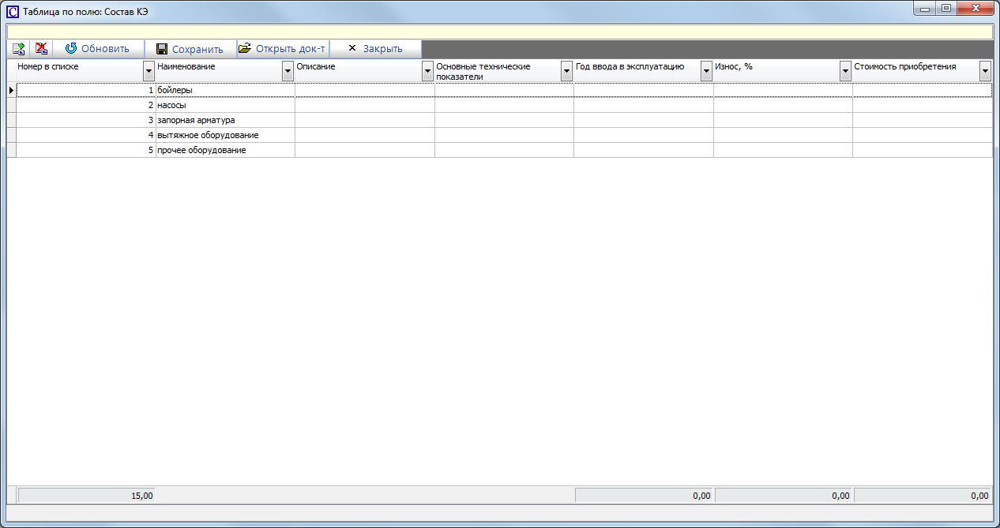 C Таблица по полю: Состав КЭ
Обновить Сохранить Открыть док-т Закрыть
Номер в списке Наименование Описание Основные технические показатели Год ввода в эксплуатацию Износ, % Стоимость приобретения
1 бойлеры
2 насосы
3 запорная арматура
4 вытяжное оборудование
5 прочее оборудование
15,00 0,00 0,00 0,00